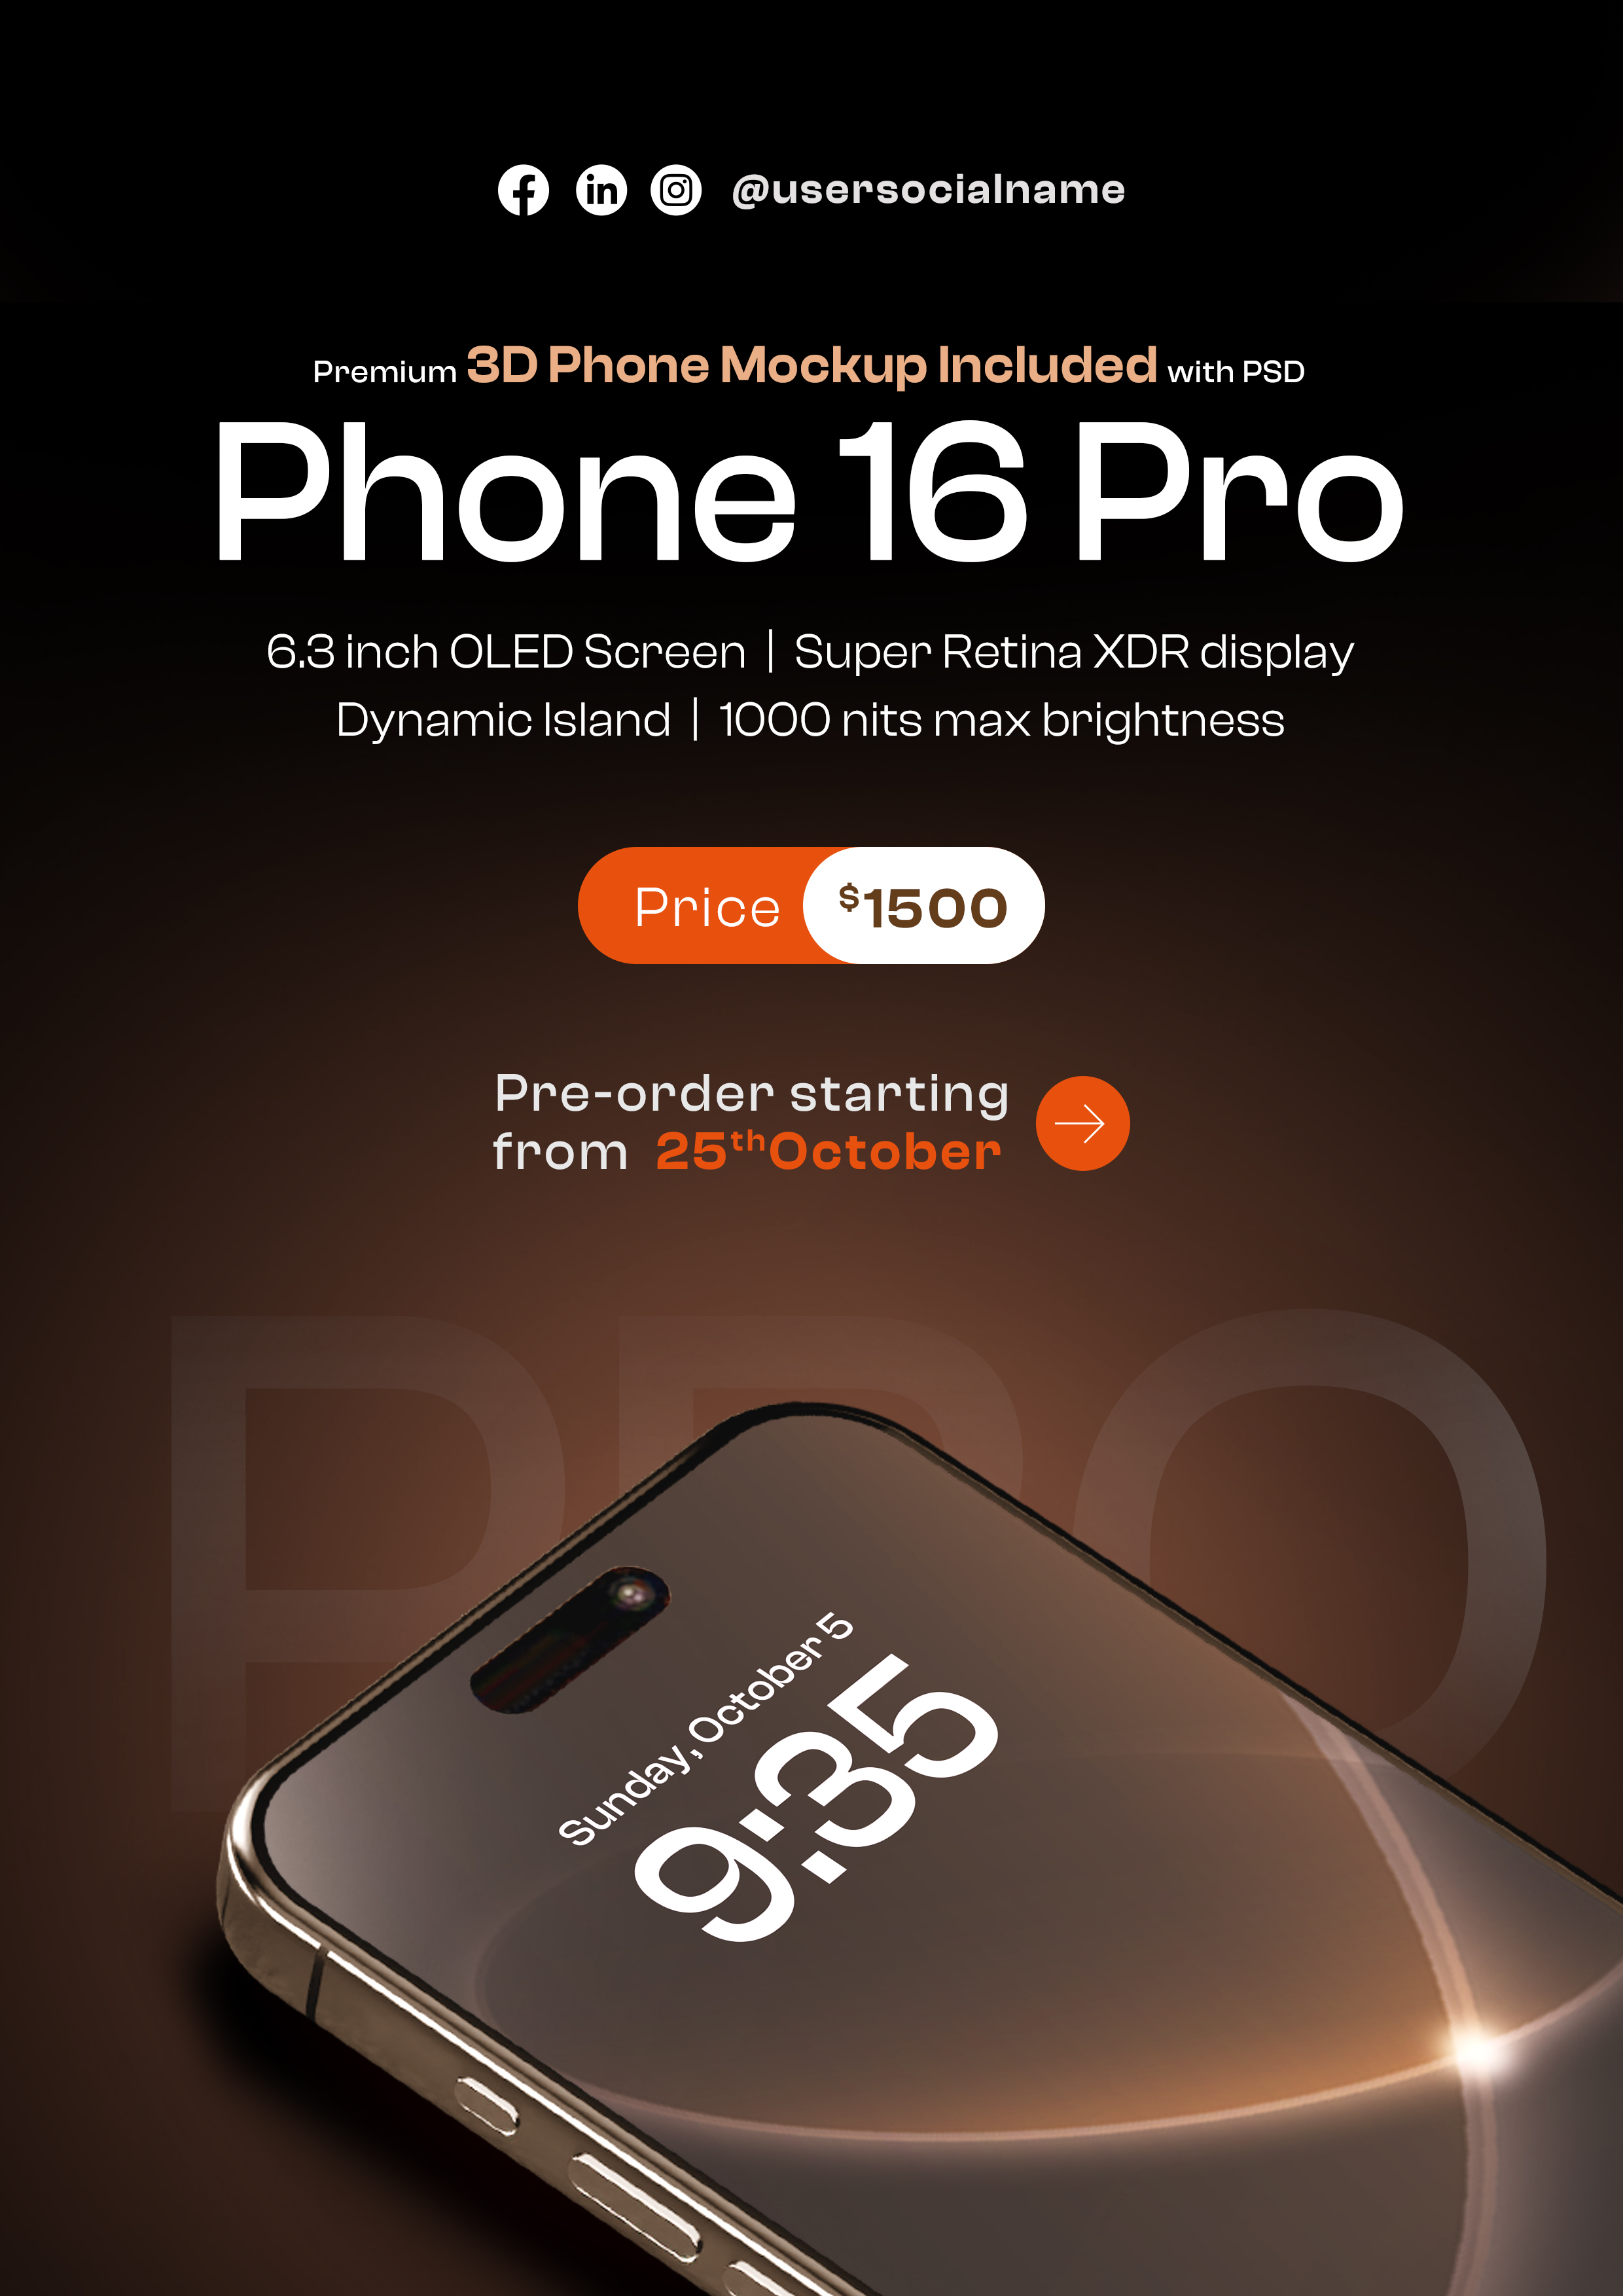 @usersocialname
Premium 3D Phone Mockup Included with PSD
Phone 16 Pro
6.3 inch OLED Screen | Super Retina XDR display
Dynamic Island | 1000 nits max brightness
Price $1500
Pre-order starting
from 25thOctober
PRO
Sunday, October 5
9:35